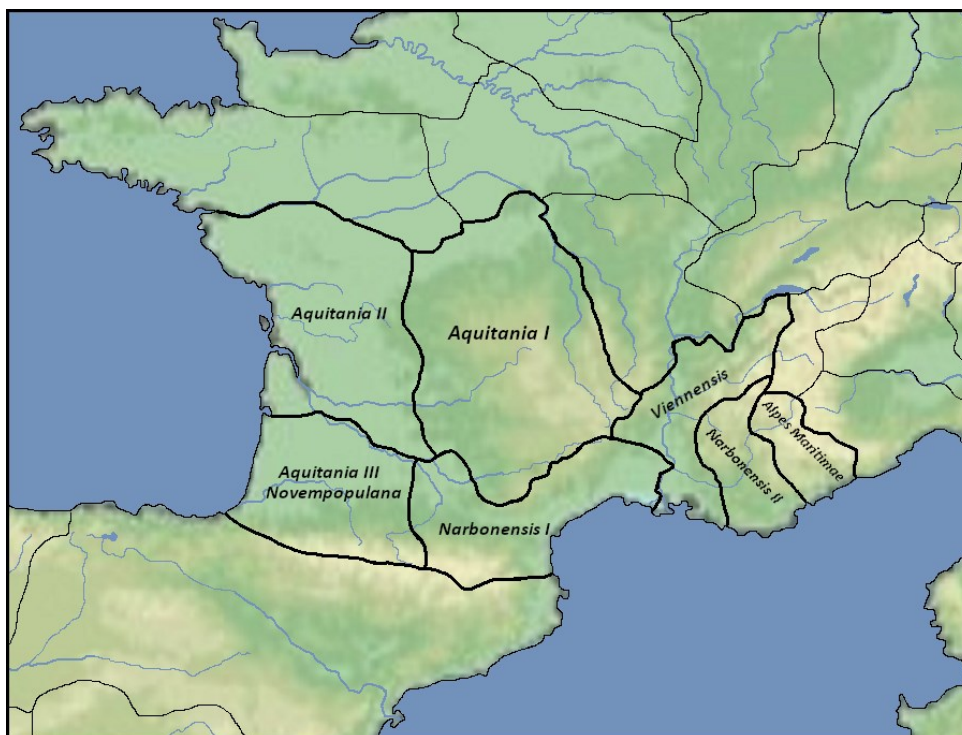 Aquitania II
Aquitania I
Viennensis
Alpes Maritimae
Narbonensis II
Aquitania III
Novempopulana
Narbonensis I